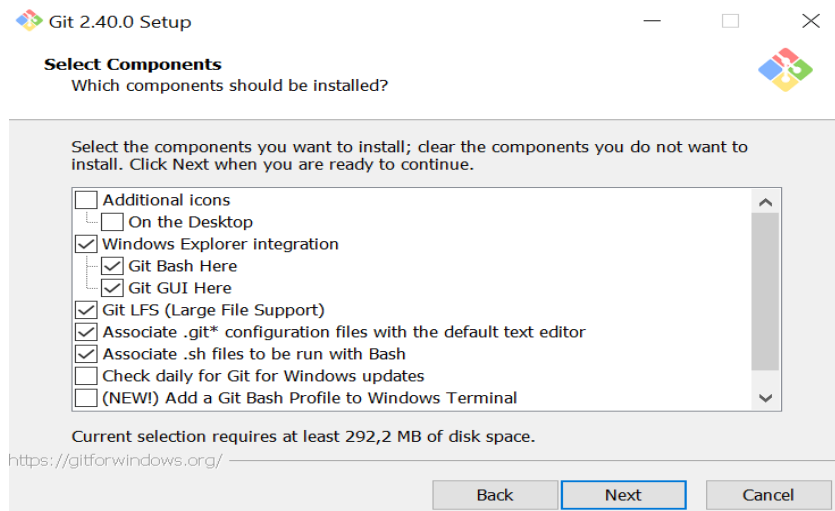 Git 2.40.0 Setup
Select Components
Which components should be installed?
Select the components you want to install; clear the components you do not want to
install. Click Next when you are ready to continue.
Additional icons
On the Desktop
Windows Explorer integration
Git Bash Here
Git GUI Here
Git LFS (Large File Support)
Associate .git* configuration files with the default text editor
Associate .sh files to be run with Bash
Check daily for Git for Windows updates
(NEW!) Add a Git Bash Profile to Windows Terminal
Current selection requires at least 292,2 MB of disk space.
https://gitforwindows.org/
Back Next Cancel